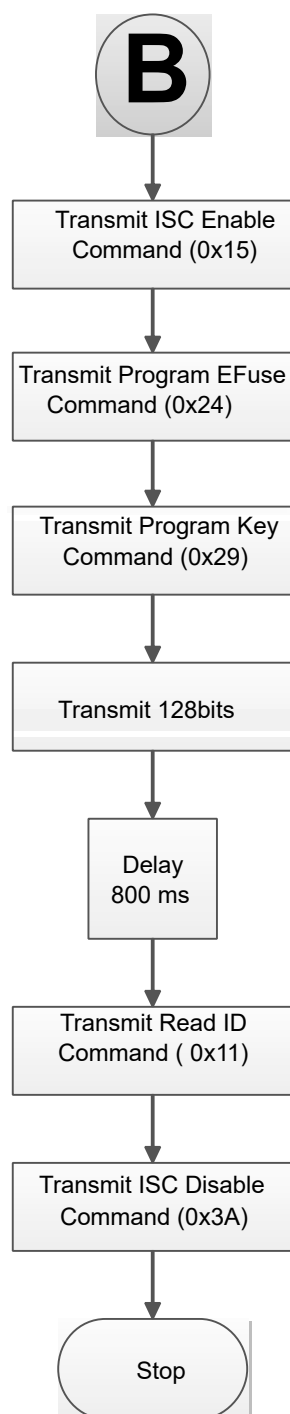 B
Transmit ISC Enable
Command (0x15)
Transmit Program EFuse
Command (0x24)
Transmit Program Key
Command (0x29)
Transmit 128bits
Delay
800 ms
Transmit Read ID
Command ( 0x11)
Transmit ISC Disable
Command (0x3A)
Stop